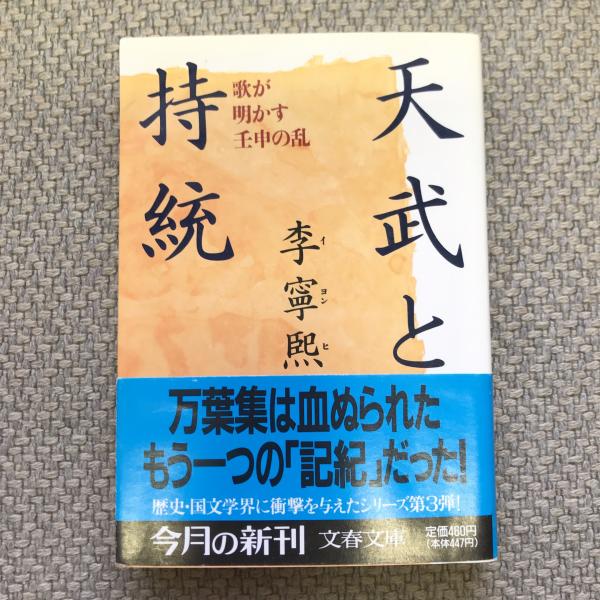 天武と
持統
歌が
明かす
壬申の乱
李寧熙
イ ヨン ヒ
万葉集は血ぬられた
もう一つの「記紀」だった!
歴史・国文学界に衝撃を与えたシリーズ第3弾!
今月の新刊 文春文庫 定価460円
(本体447円)